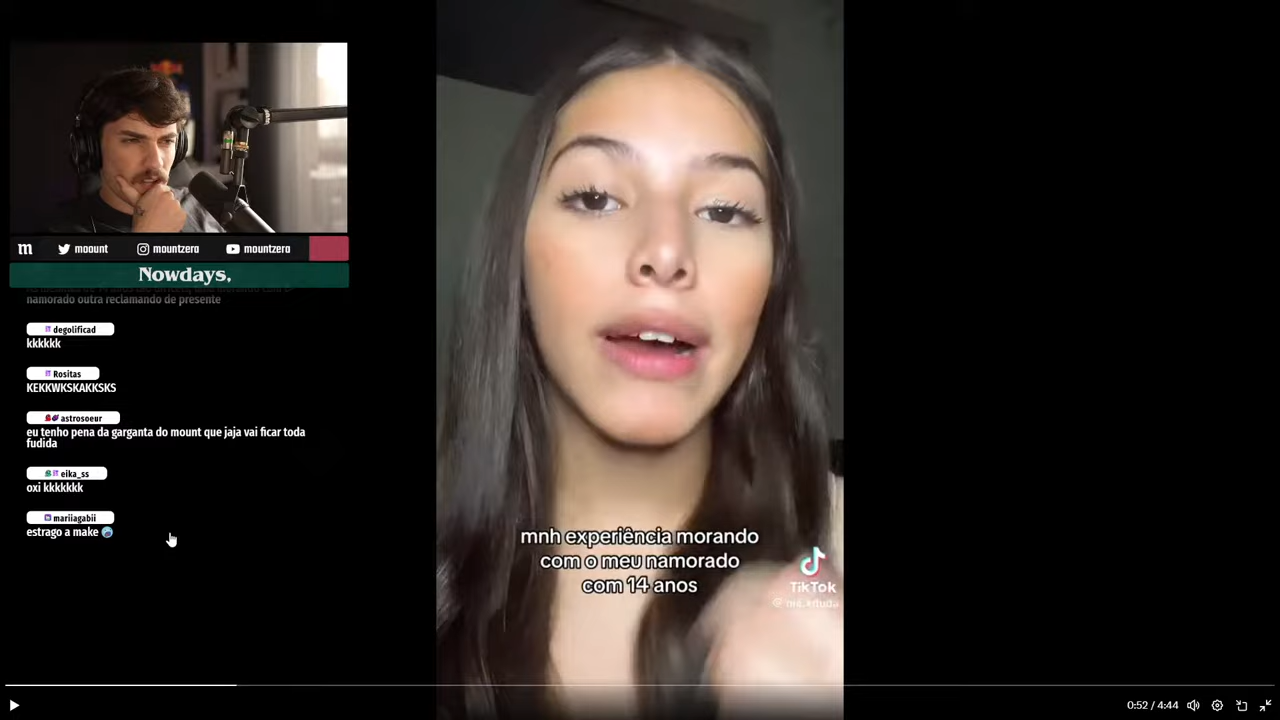 m moount mountzera mountzera
Nowdays,
namorado outra reclamando de presente
degolificad
kkkkkk
Rositas
KEKKWKSKAKKSKS
astrosoeur
eu tenho pena da garganta do mount que jaja vai ficar toda
fudida
eika_ss
oxi kkkkkkk
mariiagabii
estrago a make
mnh experiência morando
com o meu namorado
com 14 anos
TikTok
0:52 / 4:44